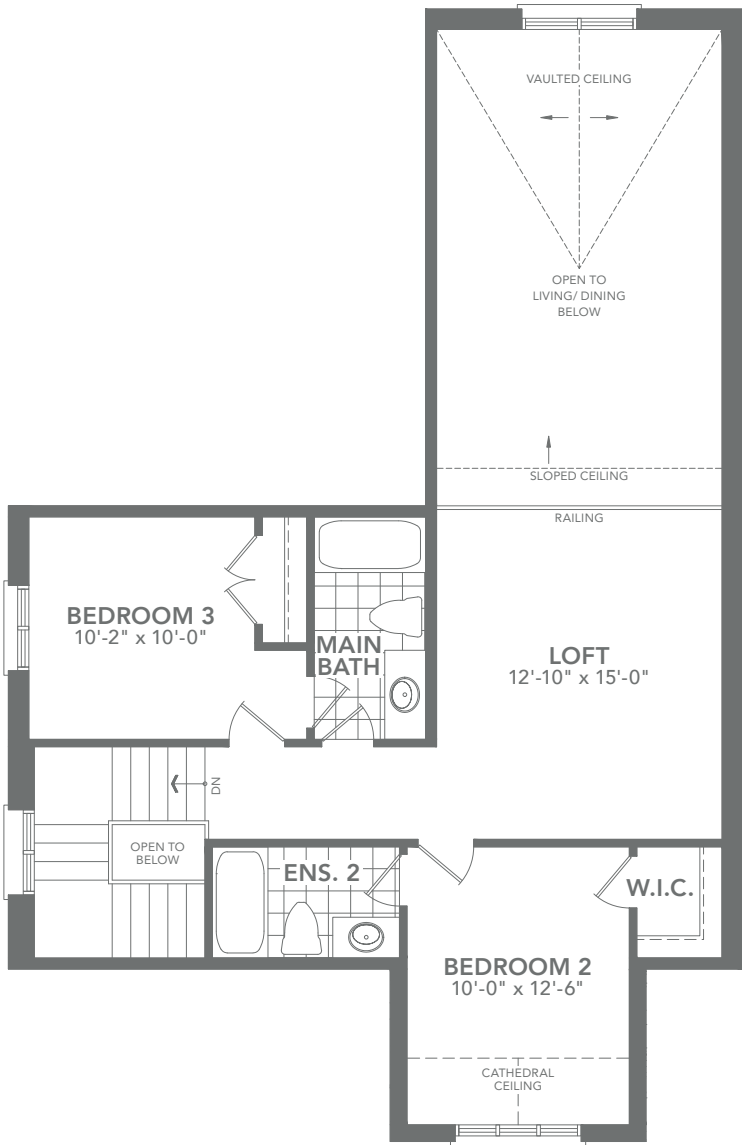 VAULTED CEILING
OPEN TO
LIVING/ DINING
BELOW
SLOPED CEILING
RAILING
BEDROOM 3
10'-2" x 10'-0"
MAIN
BATH
LOFT
12'-10" x 15'-0"
DN
OPEN TO
BELOW
ENS. 2
W.I.C.
BEDROOM 2
10'-0" x 12'-6"
CATHEDRAL
CEILING